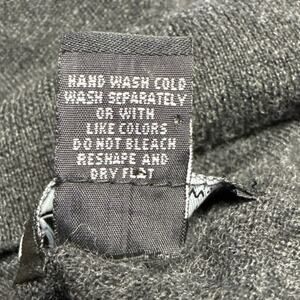 HAND WASH COLD
WASH SEPARATELY
OR WITH
LIKE COLORS
DO NOT BLEACH
RESHAPE AND
DRY FLAT